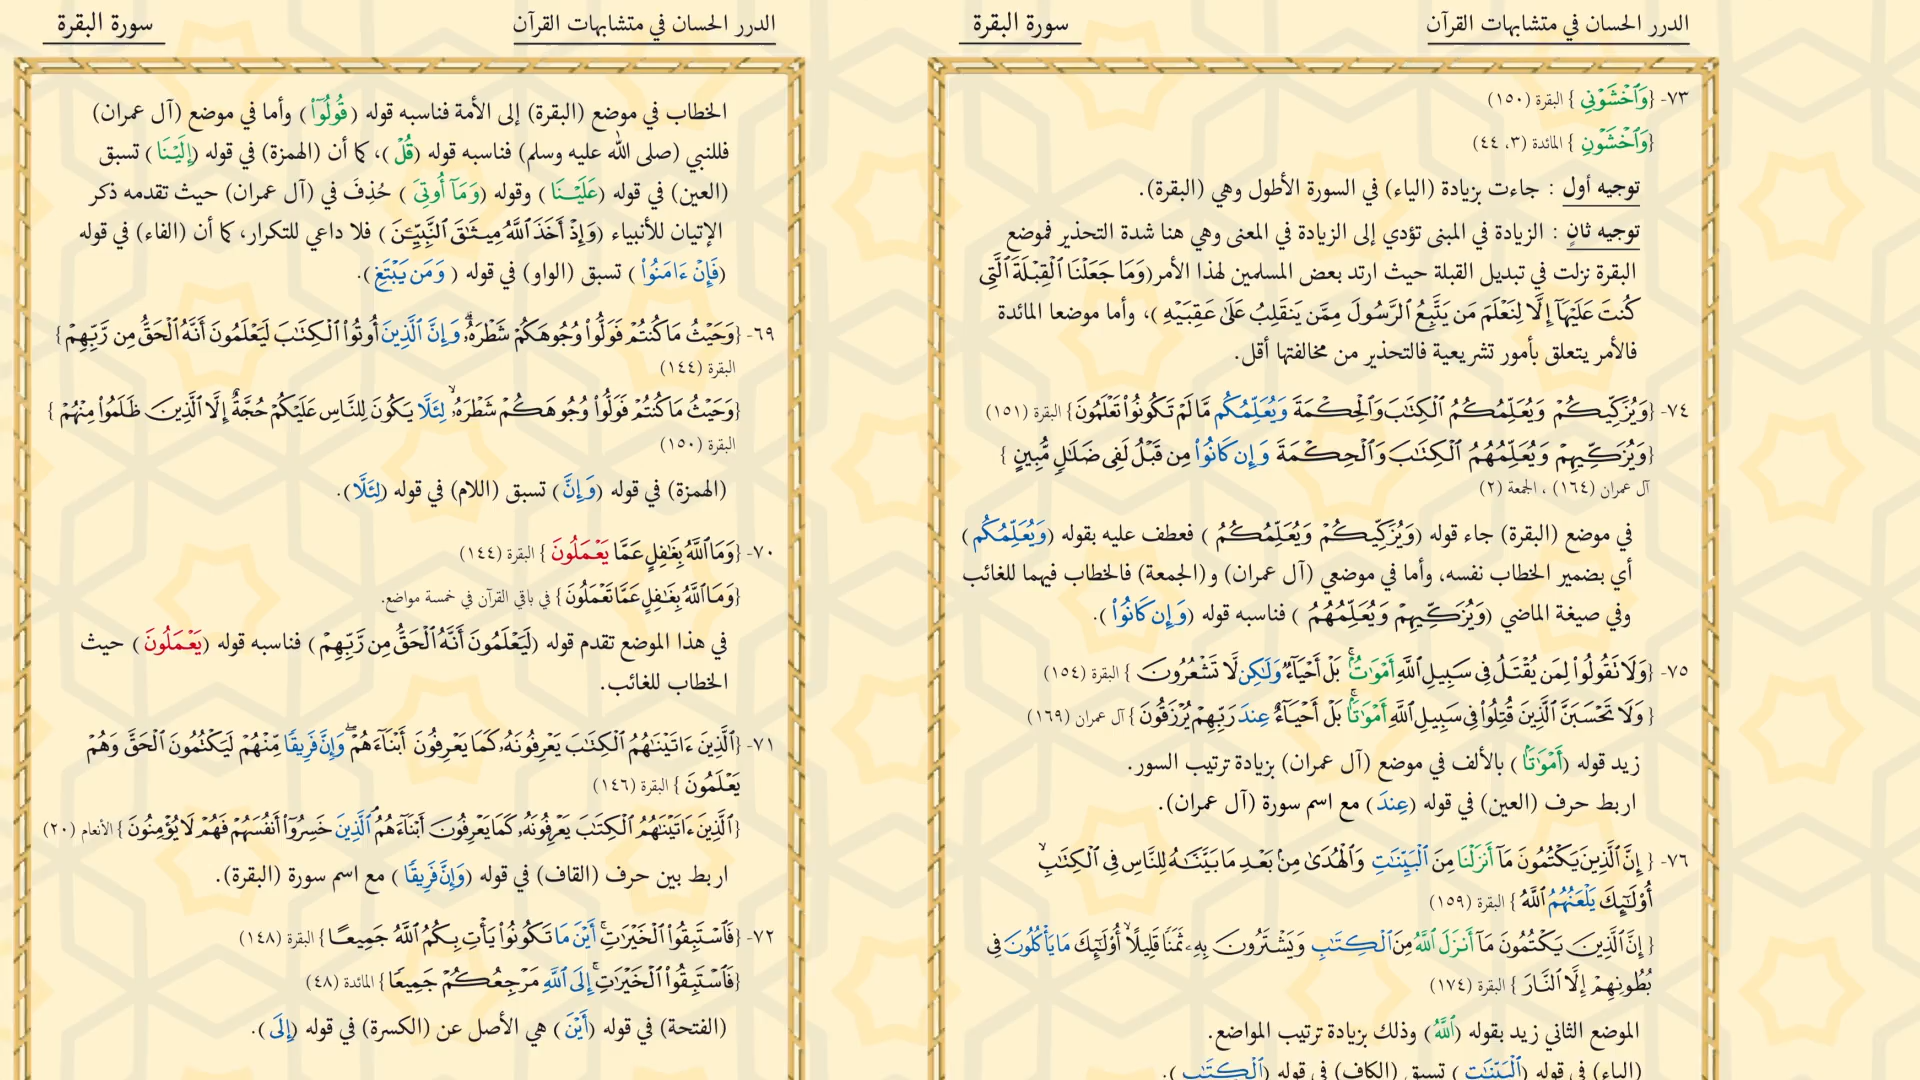 الدرر الحسان في متشابهات القرآن
سورة البقرة
الخطاب في موضع (البقرة) إلى الأمة فناسبه قوله (قُولُوٓاْ) وأما في موضع (آل عمران)
فللنبي (صلى الله عليه وسلم) فناسبه قوله (قُلْ)، كما أن (الهمزة) في قوله (إِلَيْنَا) تسبق
(العين) في قوله (عَلَيْنَا) وقوله (وَمَآ أُوتِيَ) حُذِفَ في (آل عمران) حيث تقدمه ذكر
الإتيان للأنبياء (وَإِذْ أَخَذَ ٱللَّهُ مِيثَٰقَ ٱلنَّبِيِّـۧنَ) فلا داعي للتكرار، كما أن (الفاء) في قوله
(فَإِنْ ءَامَنُواْ) تسبق (الواو) في قوله (وَمَن يَبْتَغِ).
٦٩- {وَحَيْثُ مَا كُنتُمْ فَوَلُّواْ وُجُوهَكُمْ شَطْرَهُۥۗ وَإِنَّ ٱلَّذِينَ أُوتُواْ ٱلْكِتَٰبَ لَيَعْلَمُونَ أَنَّهُ ٱلْحَقُّ مِن رَّبِّهِمْ}
البقرة (١٤٤)
{وَحَيْثُ مَا كُنتُمْ فَوَلُّواْ وُجُوهَكُمْ شَطْرَهُۥ لِئَلَّا يَكُونَ لِلنَّاسِ عَلَيْكُمْ حُجَّةٌ إِلَّا ٱلَّذِينَ ظَلَمُواْ مِنْهُمْ}
البقرة (١٥٠)
(الهمزة) في قوله (وَإِنَّ) تسبق (اللام) في قوله (لِئَلَّا).
٧٠- {وَمَا ٱللَّهُ بِغَٰفِلٍ عَمَّا يَعْمَلُونَ} البقرة (١٤٤)
{وَمَا ٱللَّهُ بِغَٰفِلٍ عَمَّا تَعْمَلُونَ} في باقي القرآن في خمسة مواضع.
في هذا الموضع تقدم قوله (لَيَعْلَمُونَ أَنَّهُ ٱلْحَقُّ مِن رَّبِّهِمْ) فناسبه قوله (يَعْمَلُونَ) حيث
الخطاب للغائب.
٧١- {ٱلَّذِينَ ءَاتَيْنَٰهُمُ ٱلْكِتَٰبَ يَعْرِفُونَهُۥ كَمَا يَعْرِفُونَ أَبْنَآءَهُمْۖ وَإِنَّ فَرِيقًا مِّنْهُمْ لَيَكْتُمُونَ ٱلْحَقَّ وَهُمْ
يَعْلَمُونَ} البقرة (١٤٦)
{ٱلَّذِينَ ءَاتَيْنَٰهُمُ ٱلْكِتَٰبَ يَعْرِفُونَهُۥ كَمَا يَعْرِفُونَ أَبْنَآءَهُمُ ٱلَّذِينَ خَسِرُوٓاْ أَنفُسَهُمْ فَهُمْ لَا يُؤْمِنُونَ} الأنعام (٢٠)
اربط بين حرف (القاف) في قوله (وَإِنَّ فَرِيقًا) مع اسم سورة (البقرة).
٧٢- {فَٱسْتَبِقُواْ ٱلْخَيْرَٰتِۚ أَيْنَ مَا تَكُونُواْ يَأْتِ بِكُمُ ٱللَّهُ جَمِيعًا} البقرة (١٤٨)
{فَٱسْتَبِقُواْ ٱلْخَيْرَٰتِۚ إِلَى ٱللَّهِ مَرْجِعُكُمْ جَمِيعًا} المائدة (٤٨)
(الفتحة) في قوله (أَيْنَ) هي الأصل عن (الكسرة) في قوله (إِلَى).
الدرر الحسان في متشابهات القرآن
سورة البقرة
٧٣- {وَٱخْشَوْنِي} البقرة (١٥٠)
{وَٱخْشَوْنِ} المائدة (٣، ٤٤)
توجيه أول : جاءت بزيادة (الياء) في السورة الأطول وهي (البقرة).
توجيه ثانٍ : الزيادة في المبنى تؤدي إلى الزيادة في المعنى وهي هنا شدة التحذير فموضع
البقرة نزلت في تبديل القبلة حيث ارتد بعض المسلمين لهذا الأمر(وَمَا جَعَلْنَا ٱلْقِبْلَةَ ٱلَّتِي
كُنتَ عَلَيْهَآ إِلَّا لِنَعْلَمَ مَن يَتَّبِعُ ٱلرَّسُولَ مِمَّن يَنقَلِبُ عَلَىٰ عَقِبَيْهِ)، وأما موضعا المائدة
فالأمر يتعلق بأمور تشريعية فالتحذير من مخالفتها أقل.
٧٤- {وَيُزَكِّيكُمْ وَيُعَلِّمُكُمُ ٱلْكِتَٰبَ وَٱلْحِكْمَةَ وَيُعَلِّمُكُم مَّا لَمْ تَكُونُواْ تَعْلَمُونَ} البقرة (١٥١)
{وَيُزَكِّيهِمْ وَيُعَلِّمُهُمُ ٱلْكِتَٰبَ وَٱلْحِكْمَةَ وَإِن كَانُواْ مِن قَبْلُ لَفِي ضَلَٰلٍ مُّبِينٍ}
آل عمران (١٦٤) ، الجمعة (٢)
في موضع (البقرة) جاء قوله (وَيُزَكِّيكُمْ وَيُعَلِّمُكُمُ) فعطف عليه بقوله (وَيُعَلِّمُكُم)
أي بضمير الخطاب نفسه، وأما في موضعي (آل عمران) و(الجمعة) فالخطاب فيهما للغائب
وفي صيغة الماضي (وَيُزَكِّيهِمْ وَيُعَلِّمُهُمُ) فناسبه قوله (وَإِن كَانُواْ).
٧٥- {وَلَا تَقُولُواْ لِمَن يُقْتَلُ فِي سَبِيلِ ٱللَّهِ أَمْوَٰتُۢۚ بَلْ أَحْيَآءٌ وَلَٰكِن لَّا تَشْعُرُونَ} البقرة (١٥٤)
{وَلَا تَحْسَبَنَّ ٱلَّذِينَ قُتِلُواْ فِي سَبِيلِ ٱللَّهِ أَمْوَٰتَۢاۚ بَلْ أَحْيَآءٌ عِندَ رَبِّهِمْ يُرْزَقُونَ} آل عمران (١٦٩)
زيد قوله (أَمْوَٰتَۢا) بالألف في موضع (آل عمران) بزيادة ترتيب السور.
اربط حرف (العين) في قوله (عِندَ) مع اسم سورة (آل عمران).
٧٦- {إِنَّ ٱلَّذِينَ يَكْتُمُونَ مَآ أَنزَلْنَا مِنَ ٱلْبَيِّنَٰتِ وَٱلْهُدَىٰ مِنۢ بَعْدِ مَا بَيَّنَّٰهُ لِلنَّاسِ فِي ٱلْكِتَٰبِۙ
أُوْلَٰٓئِكَ يَلْعَنُهُمُ ٱللَّهُ} البقرة (١٥٩)
{إِنَّ ٱلَّذِينَ يَكْتُمُونَ مَآ أَنزَلَ ٱللَّهُ مِنَ ٱلْكِتَٰبِ وَيَشْتَرُونَ بِهِۦ ثَمَنًا قَلِيلًاۙ أُوْلَٰٓئِكَ مَا يَأْكُلُونَ فِي
بُطُونِهِمْ إِلَّا ٱلنَّارَ} البقرة (١٧٤)
الموضع الثاني زيد بقوله (ٱللَّهُ) وذلك بزيادة ترتيب المواضع.
(الباء) في قوله (ٱلْبَيِّنَٰتِ) تسبق (الكاف) في قوله (ٱلْكِتَٰبِ).